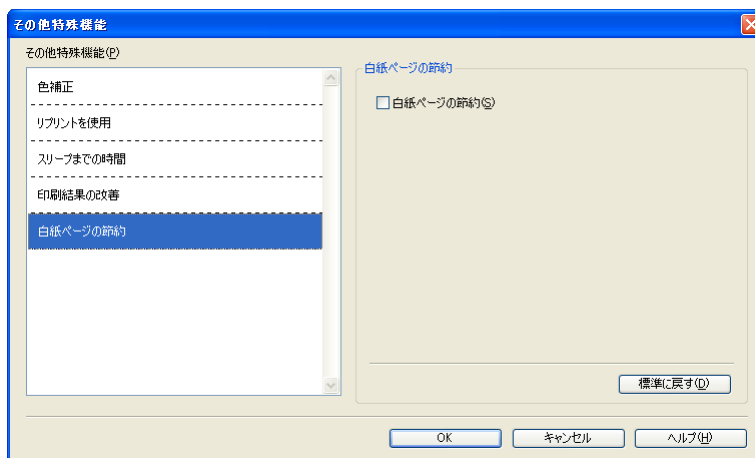 その他特殊機能
その他特殊機能(P)
色補正
リプリントを使用
スリープまでの時間
印刷結果の改善
白紙ページの節約
白紙ページの節約
白紙ページの節約(S)
標準に戻す(D)
OK
キャンセル
ヘルプ(H)